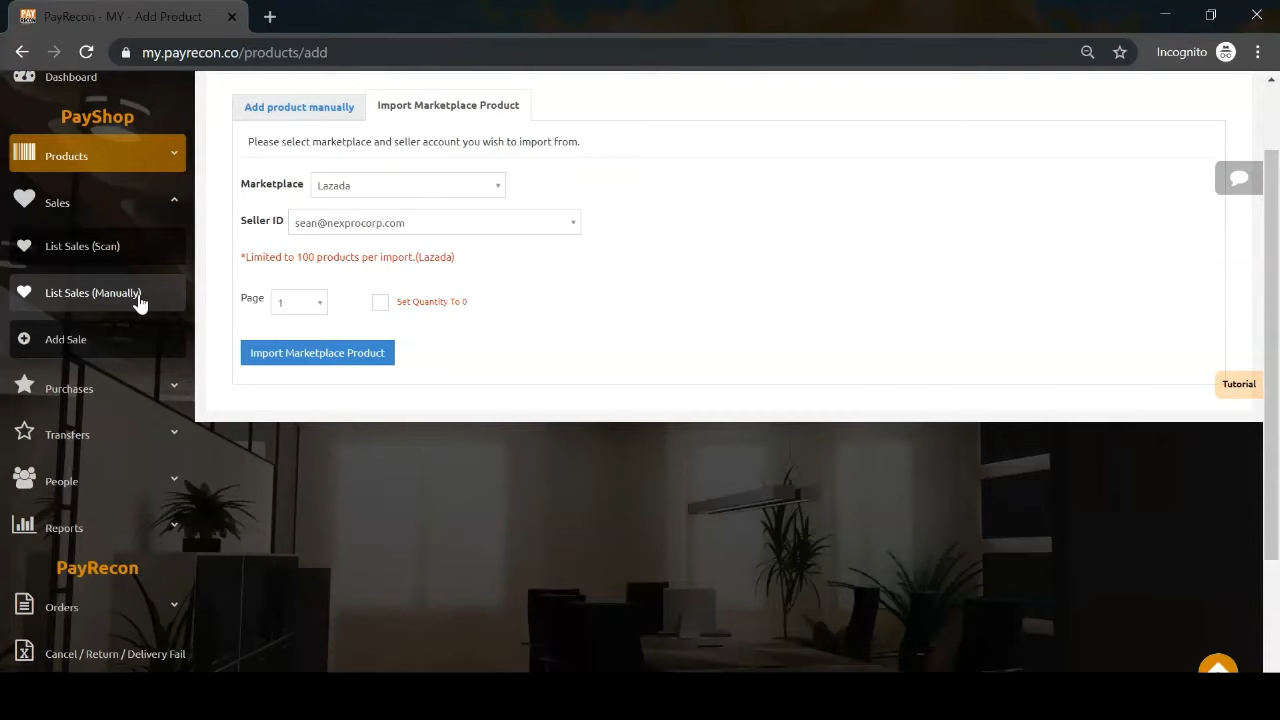 PayRecon - MY - Add Product
my.payrecon.co/products/add
Incognito
Dashboard
PayShop
Products
Sales
List Sales (Scan)
List Sales (Manually)
Add Sale
Purchases
Transfers
People
Reports
PayRecon
Orders
Cancel / Return / Delivery Fail
Add product manually
Import Marketplace Product
Please select marketplace and seller account you wish to import from.
Marketplace Lazada
Seller ID sean@nexprocorp.com
*Limited to 100 products per import.(Lazada)
Page 1 Set Quantity To 0
Import Marketplace Product
Tutorial